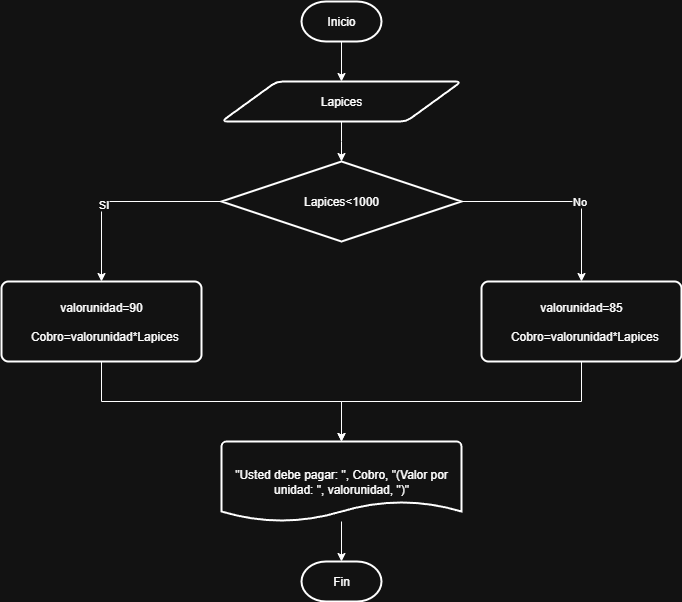 Inicio
Lapices
Lapices<1000
SI
No
valorunidad=90
Cobro=valorunidad*Lapices
valorunidad=85
Cobro=valorunidad*Lapices
"Usted debe pagar: ", Cobro, "(Valor por
unidad: ", valorunidad, ")"
Fin